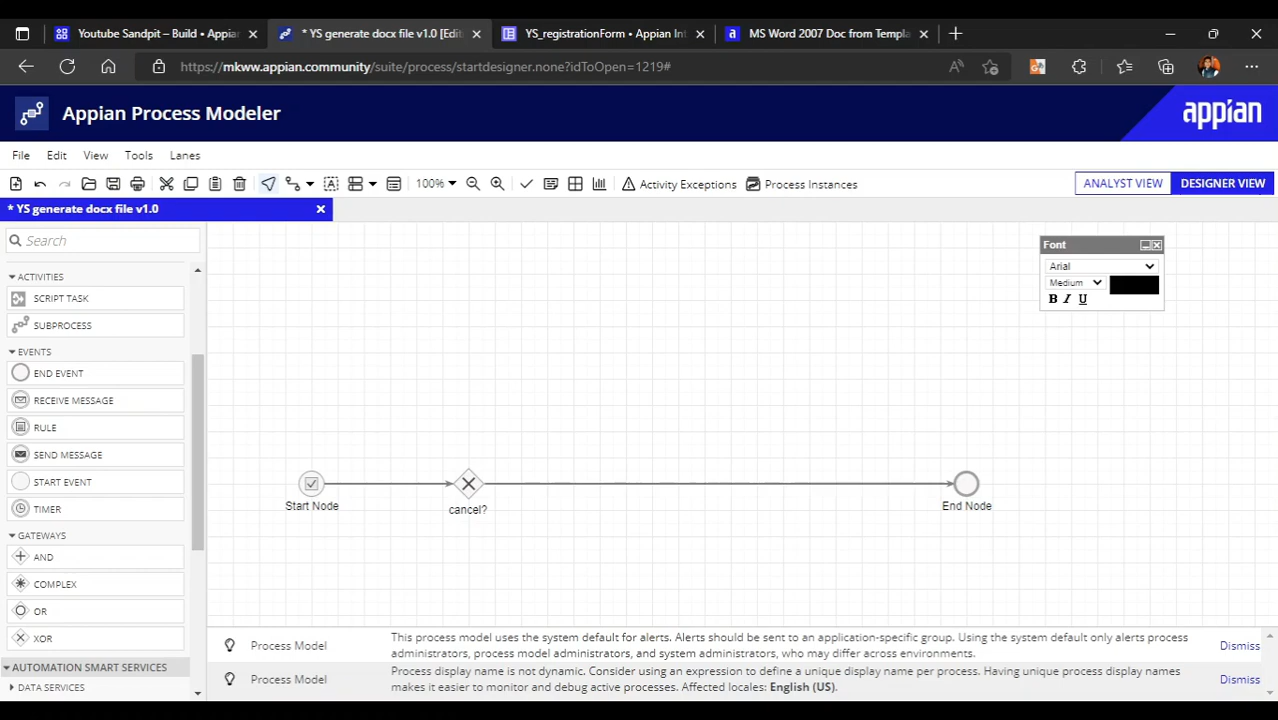 Youtube Sandpit – Build • Appian
* YS generate docx file v1.0 [Edit
YS_registrationForm • Appian Int
MS Word 2007 Doc from Templa
https://mkww.appian.community/suite/process/startdesigner.none?idToOpen=1219#
Appian Process Modeler
appian
File Edit View Tools Lanes
100%
Activity Exceptions
Process Instances
ANALYST VIEW
DESIGNER VIEW
* YS generate docx file v1.0
Search
ACTIVITIES
SCRIPT TASK
SUBPROCESS
EVENTS
END EVENT
RECEIVE MESSAGE
RULE
SEND MESSAGE
START EVENT
TIMER
GATEWAYS
AND
COMPLEX
OR
XOR
AUTOMATION SMART SERVICES
DATA SERVICES
Font
Arial
Medium
B I U
Start Node
cancel?
End Node
Process Model
This process model uses the system default for alerts. Alerts should be sent to an application-specific group. Using the system default only alerts process
administrators, process model administrators, and system administrators, who may differ across environments.
Dismiss
Process Model
Process display name is not dynamic. Consider using an expression to define a unique display name per process. Having unique process display names
makes it easier to monitor and debug active processes. Affected locales: English (US).
Dismiss